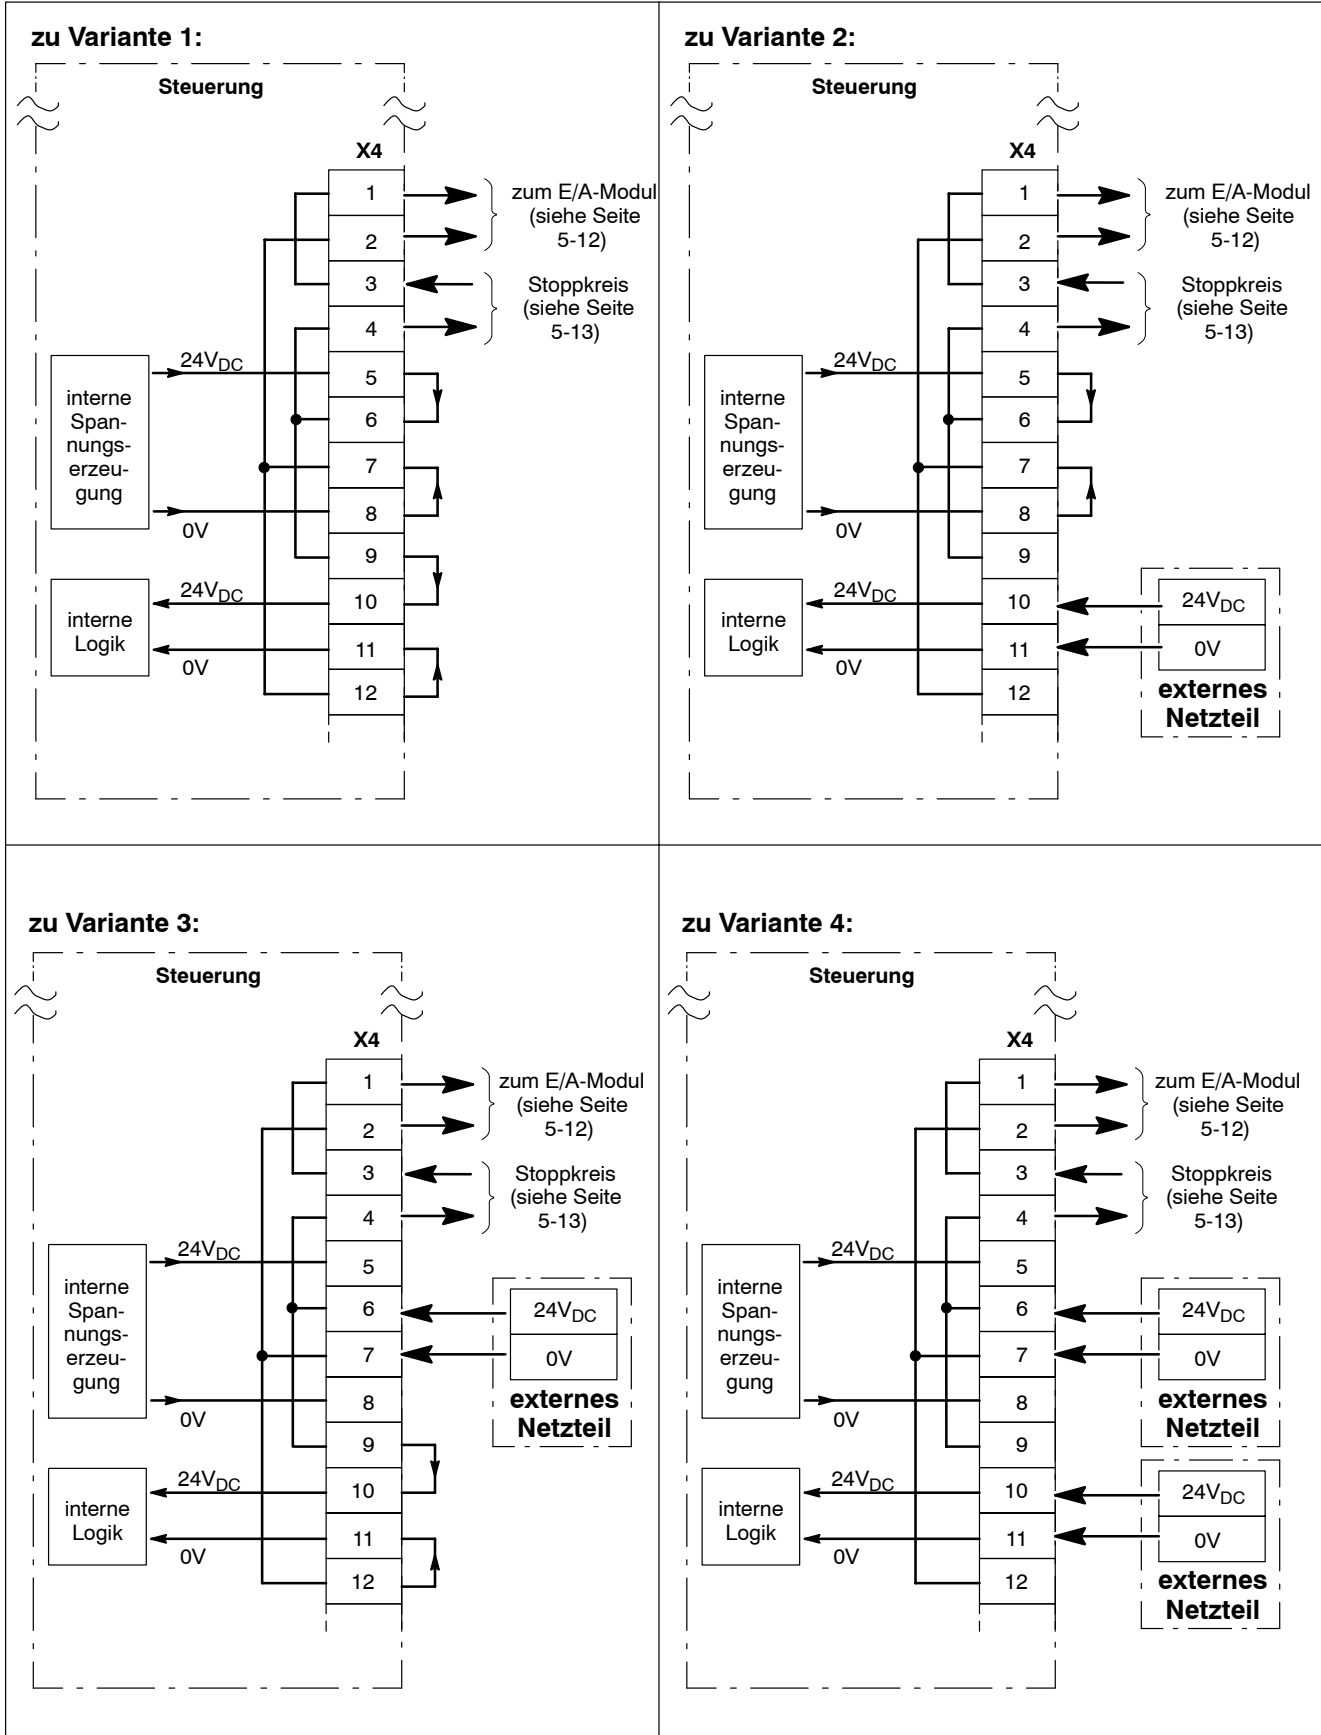 zu Variante 1:
Steuerung
X4
1
2
3
4
5
6
7
8
9
10
11
12
zum E/A-Modul
(siehe Seite
5-12)
Stoppkreis
(siehe Seite
5-13)
interne
Span-
nungs-
erzeu-
gung
24VDC
0V
interne
Logik
24VDC
0V
zu Variante 2:
Steuerung
X4
1
2
3
4
5
6
7
8
9
10
11
12
zum E/A-Modul
(siehe Seite
5-12)
Stoppkreis
(siehe Seite
5-13)
interne
Span-
nungs-
erzeu-
gung
24VDC
0V
interne
Logik
24VDC
0V
24VDC
0V
externes
Netzteil
zu Variante 3:
Steuerung
X4
1
2
3
4
5
6
7
8
9
10
11
12
zum E/A-Modul
(siehe Seite
5-12)
Stoppkreis
(siehe Seite
5-13)
interne
Span-
nungs-
erzeu-
gung
24VDC
0V
24VDC
0V
externes
Netzteil
interne
Logik
24VDC
0V
zu Variante 4:
Steuerung
X4
1
2
3
4
5
6
7
8
9
10
11
12
zum E/A-Modul
(siehe Seite
5-12)
Stoppkreis
(siehe Seite
5-13)
interne
Span-
nungs-
erzeu-
gung
24VDC
0V
24VDC
0V
externes
Netzteil
interne
Logik
24VDC
0V
24VDC
0V
externes
Netzteil